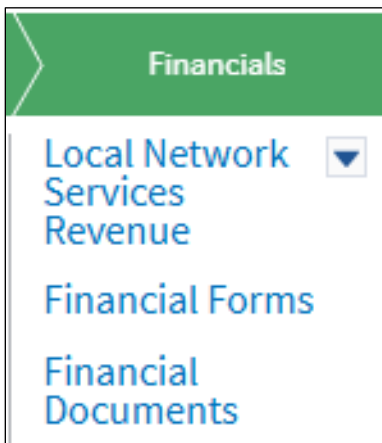 Financials
Local Network
Services
Revenue
Financial Forms
Financial
Documents